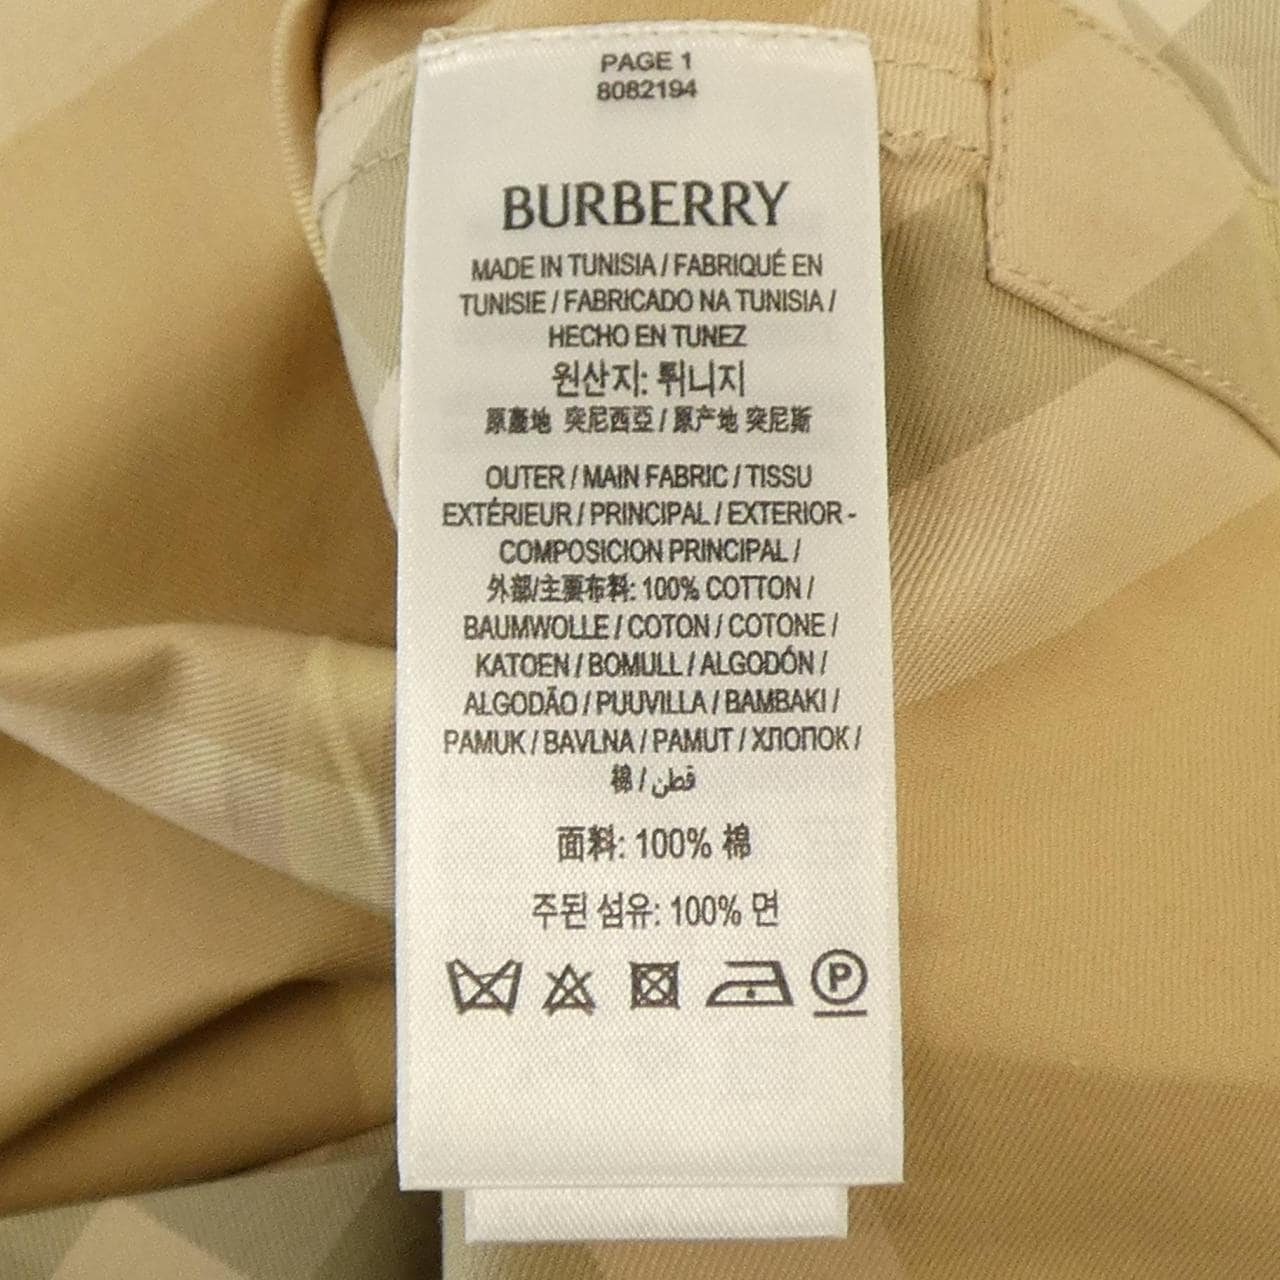 PAGE 1
8082194
BURBERRY
MADE IN TUNISIA / FABRIQUÉ EN
TUNISIE / FABRICADO NA TUNISIA /
HECHO EN TUNEZ
원산지: 튀니지
原產地 突尼西亞 / 原产地 突尼斯
OUTER / MAIN FABRIC / TISSU
EXTÉRIEUR / PRINCIPAL / EXTERIOR -
COMPOSICION PRINCIPAL /
外部/主要布料: 100% COTTON /
BAUMWOLLE / COTON / COTONE /
KATOEN / BOMULL / ALGODÓN /
ALGODÃO / PUUVILLA / BAMBAKI /
PAMUK / BAVLNA / PAMUT / ХЛОПОК /
棉 / قطن
面料: 100% 棉
주된 섬유: 100% 면
P